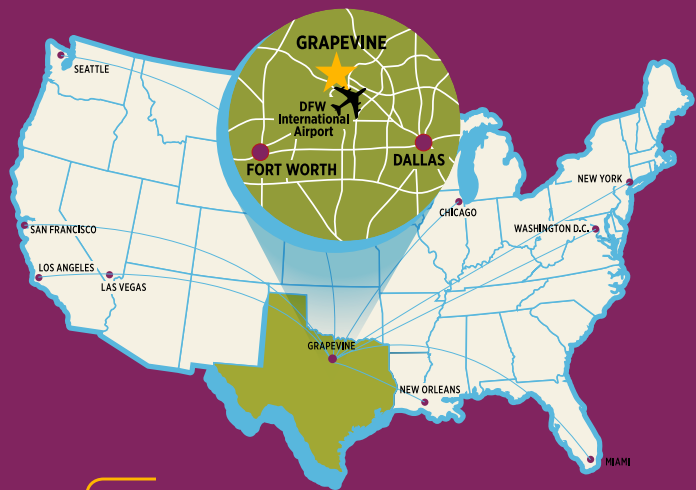 GRAPEVINE
SEATTLE
DFW
International
Airport
FORT WORTH
DALLAS
NEW YORK
CHICAGO
SAN FRANCISCO
WASHINGTON D.C.
LOS ANGELES
LAS VEGAS
GRAPEVINE
NEW ORLEANS
MIAMI